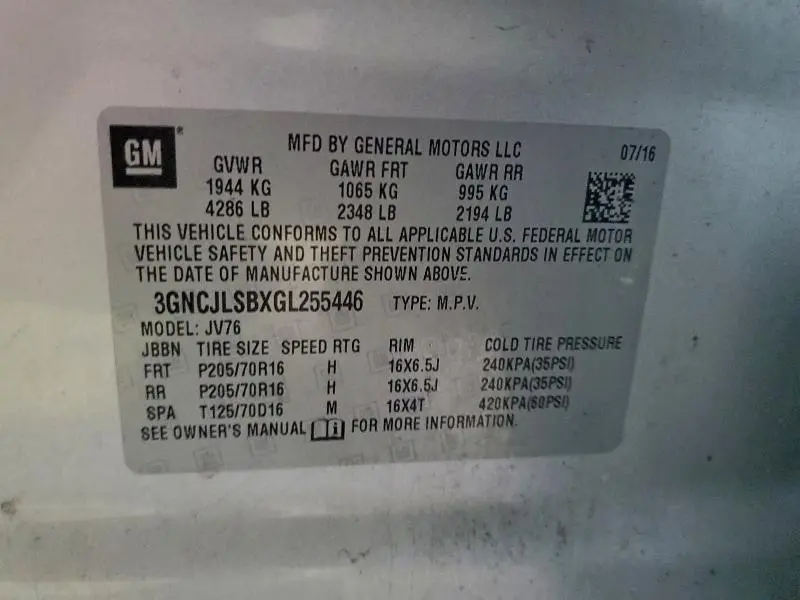 GM
MFD BY GENERAL MOTORS LLC 07/16
GVWR GAWR FRT GAWR RR
1944 KG 1065 KG 995 KG
4286 LB 2348 LB 2194 LB
THIS VEHICLE CONFORMS TO ALL APPLICABLE U.S. FEDERAL MOTOR
VEHICLE SAFETY AND THEFT PREVENTION STANDARDS IN EFFECT ON
THE DATE OF MANUFACTURE SHOWN ABOVE.
3GNCJLSBXGL255446 TYPE: M.P.V.
MODEL: JV76
JBBN TIRE SIZE SPEED RTG RIM COLD TIRE PRESSURE
FRT P205/70R16 H 16X6.5J 240KPA(35PSI)
RR P205/70R16 H 16X6.5J 240KPA(35PSI)
SPA T125/70D16 M 16X4T 420KPA(60PSI)
SEE OWNER'S MANUAL FOR MORE INFORMATION.